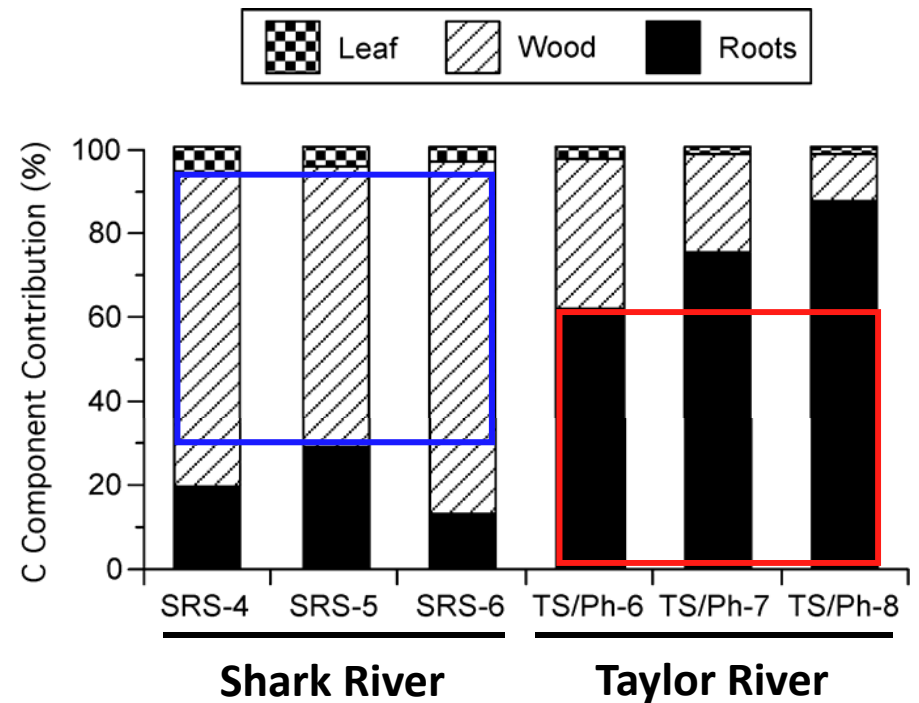 Leaf Wood Roots
C Component Contribution (%)
100
80
60
40
20
0
SRS-4 SRS-5 SRS-6 TS/Ph-6 TS/Ph-7 TS/Ph-8
Shark River Taylor River